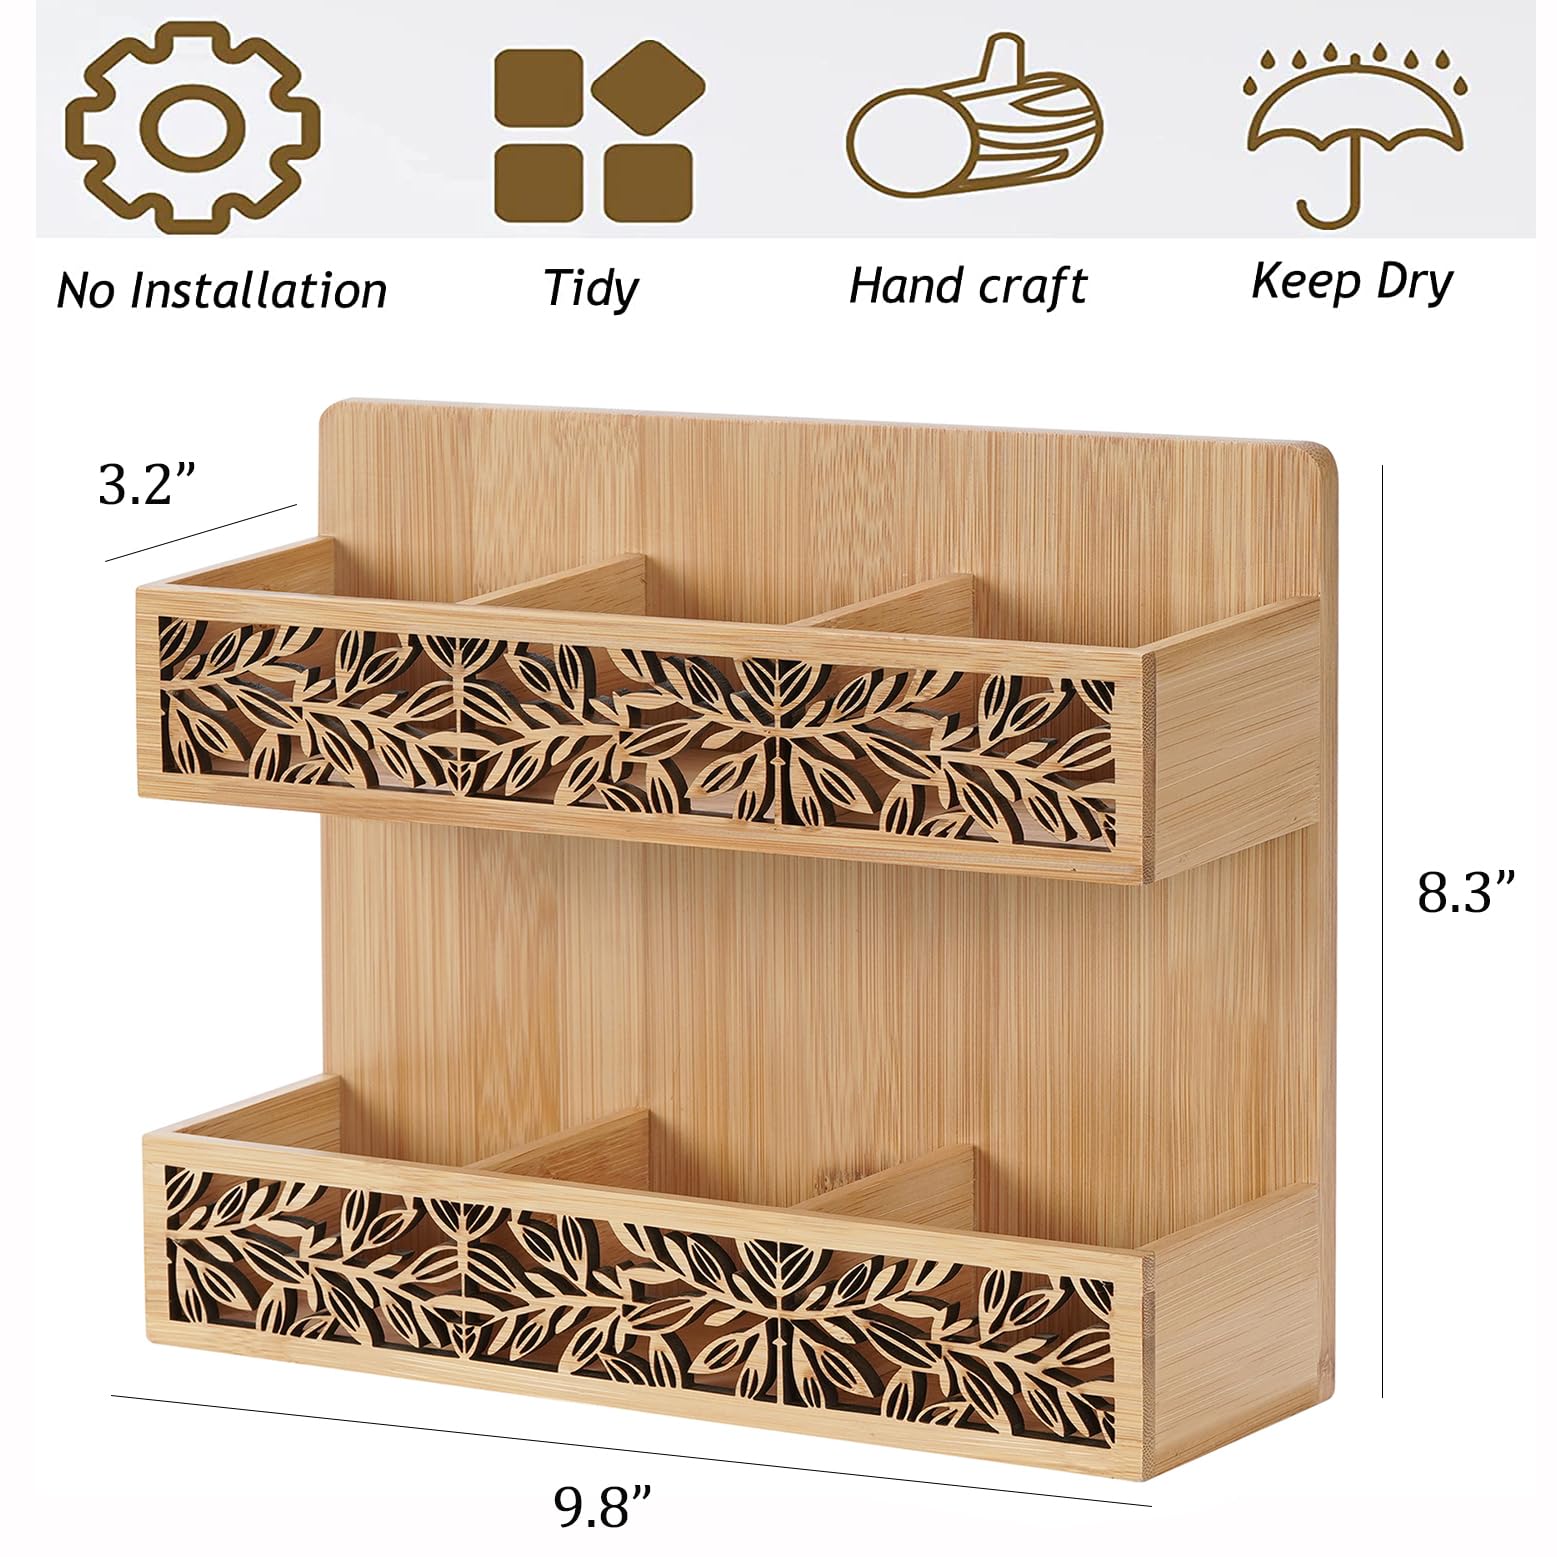 No Installation
Tidy
Hand craft
Keep Dry
3.2”
8.3”
9.8”